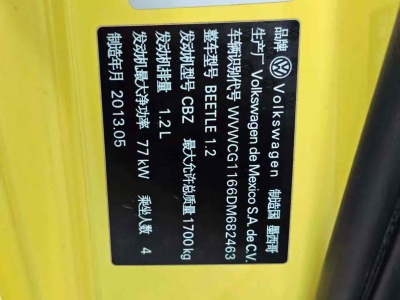 品牌 Volkswagen 制造国 墨西哥
生产厂 Volkswagen de Mexico S.A. de C.V.
车辆识别代号 WVWCG1166DM682463
整车型号 BEETLE 1.2
发动机型号 CBZ 最大允许总质量 1700kg
发动机排量 1.2 L
发动机最大净功率 77 kW 乘坐人数 4
制造年月 2013.05